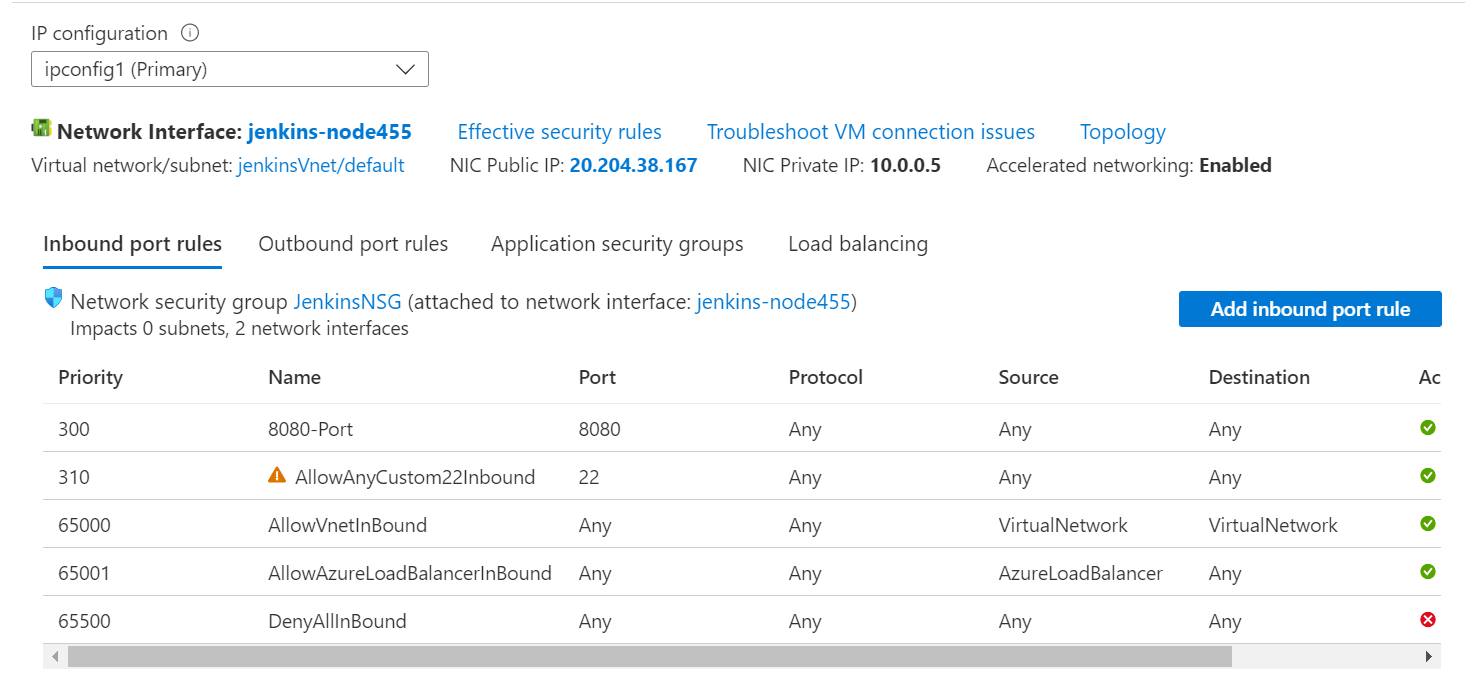 IP configuration
ipconfig1 (Primary)
Network Interface: jenkins-node455 Effective security rules Troubleshoot VM connection issues Topology
Virtual network/subnet: jenkinsVnet/default NIC Public IP: 20.204.38.167 NIC Private IP: 10.0.0.5 Accelerated networking: Enabled
Inbound port rules Outbound port rules Application security groups Load balancing
Network security group JenkinsNSG (attached to network interface: jenkins-node455)
Impacts 0 subnets, 2 network interfaces
Add inbound port rule
Priority Name Port Protocol Source Destination Ac
300 8080-Port 8080 Any Any Any
310 AllowAnyCustom22Inbound 22 Any Any Any
65000 AllowVnetInBound Any Any VirtualNetwork VirtualNetwork
65001 AllowAzureLoadBalancerInBound Any Any AzureLoadBalancer Any
65500 DenyAllInBound Any Any Any Any